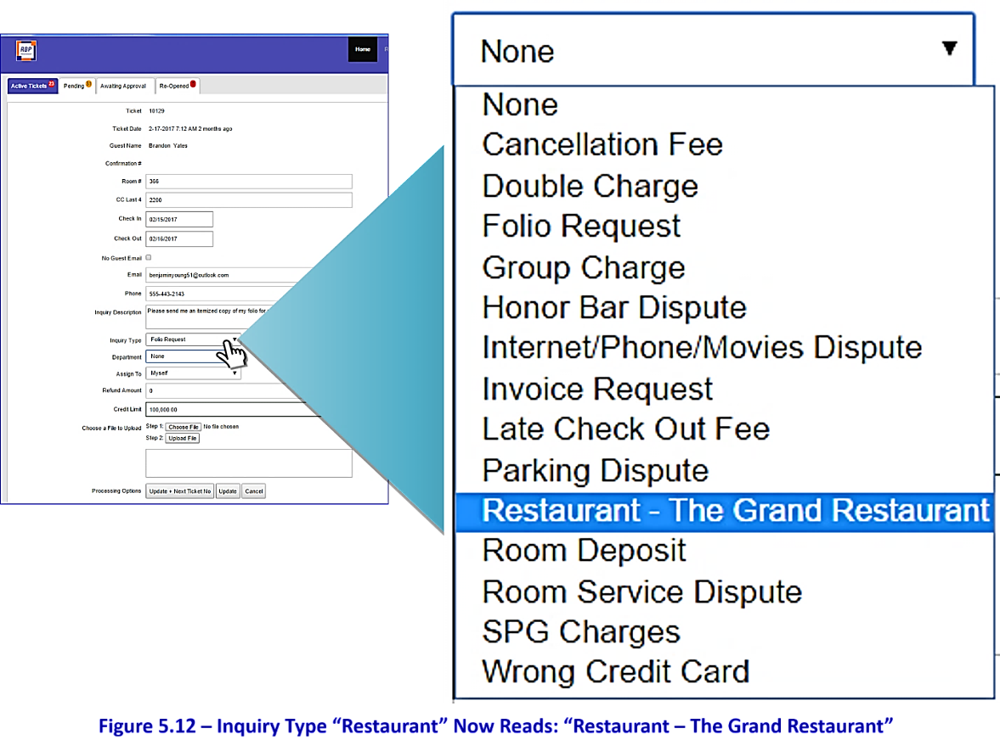 RBP
Home
Active Tickets 23
Pending
Awating Approval
Re-Opened
Ticket 10129
Ticket Date 2-17-2017 7:12 AM 2 months ago
Guest Name Brandon Yates
Confirmation #
Room # 366
CC Last 4 2200
Check In 02/15/2017
Check Out 02/16/2017
No Guest Email
Email benjaminyoung51@outlook.com
Phone 555-443-2143
Inquiry Description Please send me an itemized copy of my folio for
Inquiry Type Folio Request
Department None
Assign To Myself
Refund Amount 0
Credit Limit 100,000.00
Choose a File to Upload Step 1: Choose File No file chosen
Step 2: Upload File
Processing Options Update + Next Ticket No Update Cancel
None
None
Cancellation Fee
Double Charge
Folio Request
Group Charge
Honor Bar Dispute
Internet/Phone/Movies Dispute
Invoice Request
Late Check Out Fee
Parking Dispute
Restaurant - The Grand Restaurant
Room Deposit
Room Service Dispute
SPG Charges
Wrong Credit Card
Figure 5.12 – Inquiry Type “Restaurant” Now Reads: “Restaurant – The Grand Restaurant”